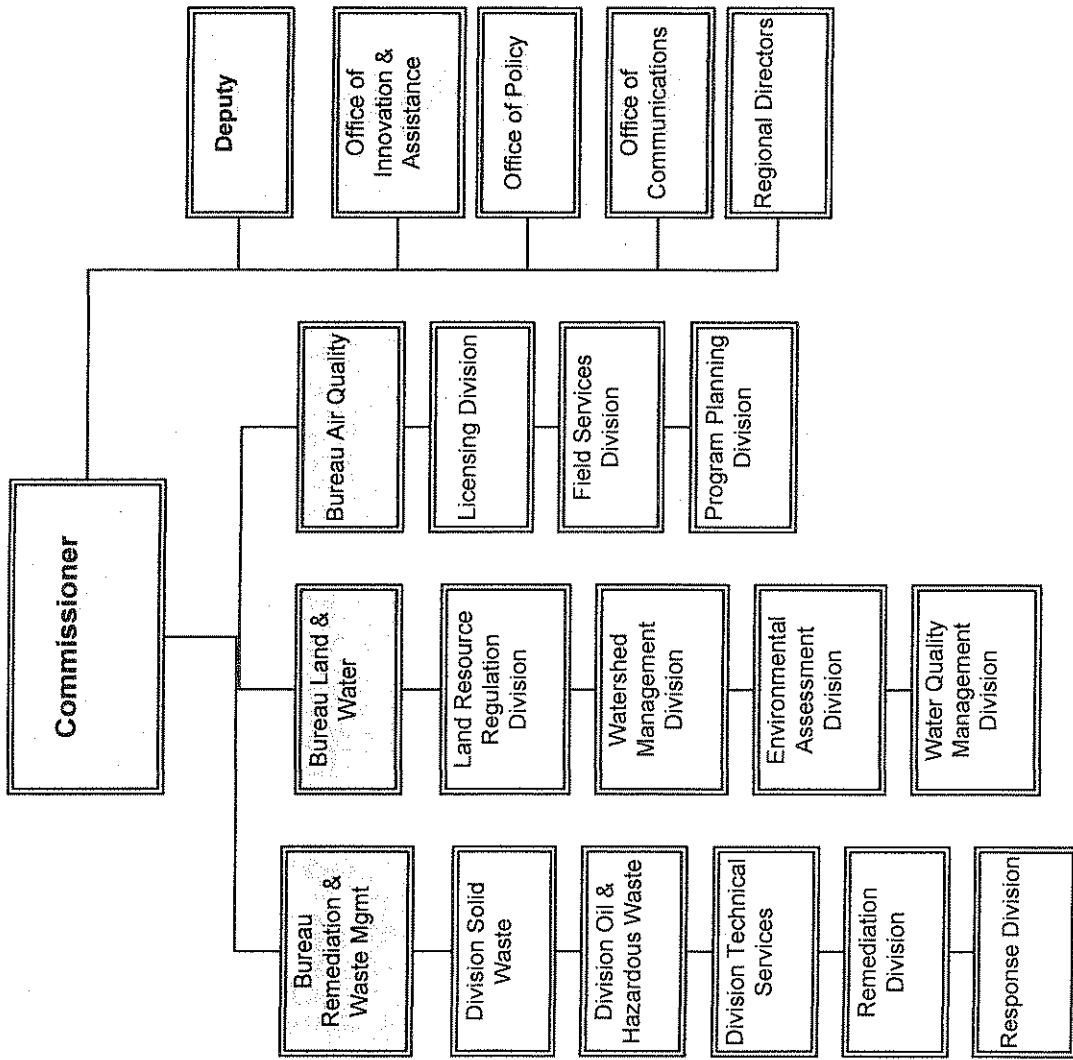 Commissioner
Deputy
Office of
Innovation &
Assistance
Office of Policy
Office of
Communications
Regional Directors
Bureau
Remediation &
Waste Mgmt
Division Solid
Waste
Division Oil &
Hazardous Waste
Division Technical
Services
Remediation
Division
Response Division
Bureau Land &
Water
Land Resource
Regulation
Division
Watershed
Management
Division
Environmental
Assessment
Division
Water Quality
Management
Division
Bureau Air Quality
Licensing Division
Field Services
Division
Program Planning
Division